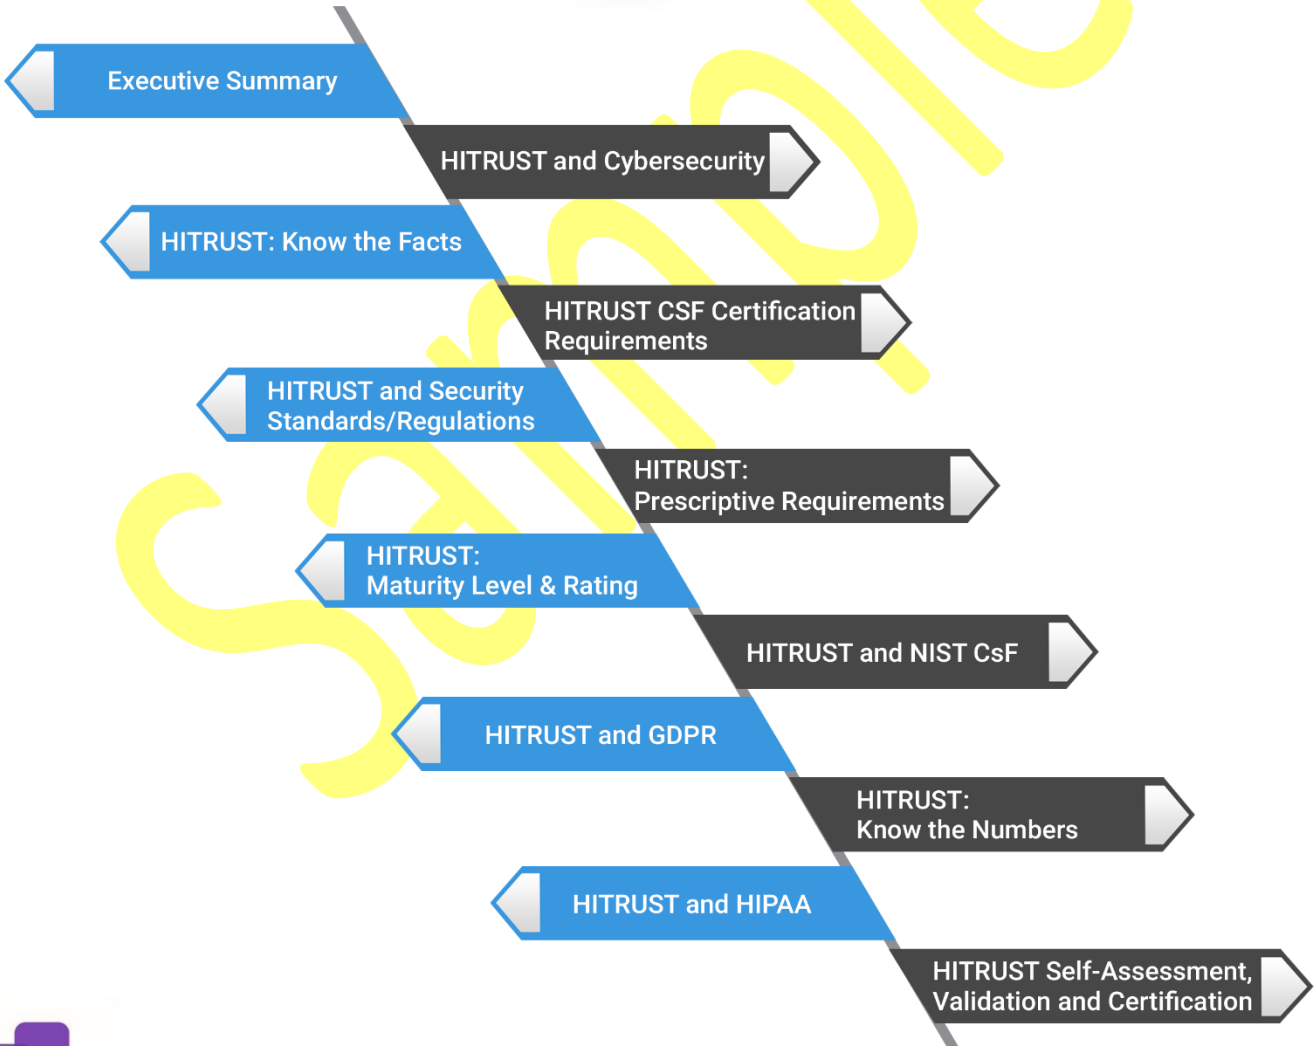 Executive Summary
HITRUST and Cybersecurity
HITRUST: Know the Facts
HITRUST CSF Certification
Requirements
HITRUST and Security
Standards/Regulations
HITRUST:
Prescriptive Requirements
HITRUST:
Maturity Level & Rating
HITRUST and NIST CsF
HITRUST and GDPR
HITRUST:
Know the Numbers
HITRUST and HIPAA
HITRUST Self-Assessment,
Validation and Certification
Sample